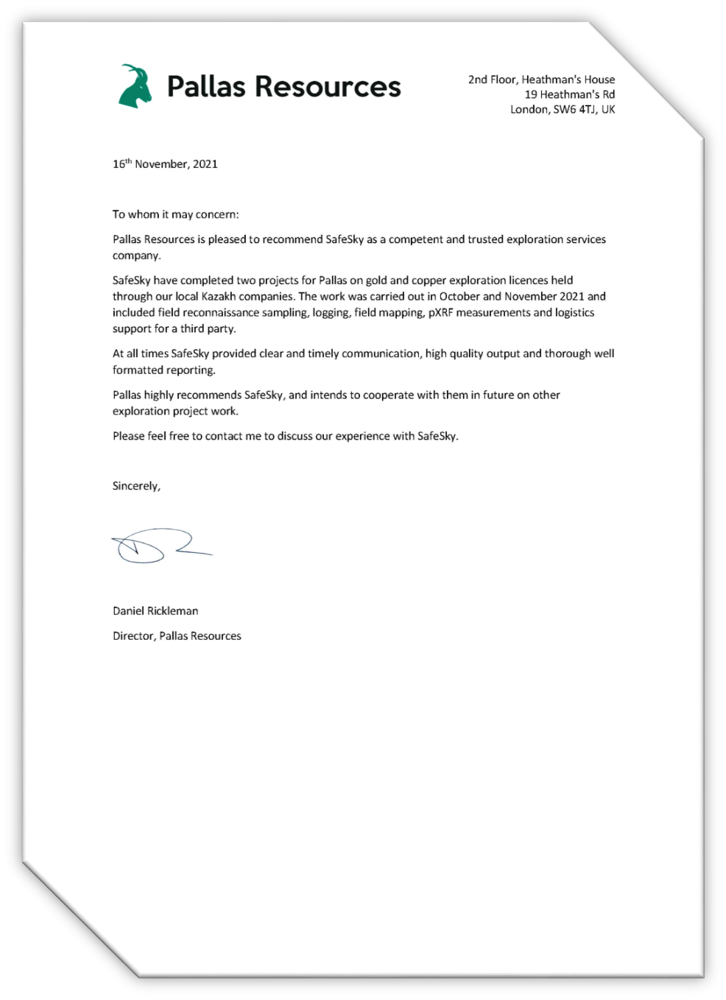 Pallas Resources
2nd Floor, Heathman's House
19 Heathman's Rd
London, SW6 4TJ, UK
16th November, 2021
To whom it may concern:
Pallas Resources is pleased to recommend SafeSky as a competent and trusted exploration services
company.
SafeSky have completed two projects for Pallas on gold and copper exploration licences held
through our local Kazakh companies. The work was carried out in October and November 2021 and
included field reconnaissance sampling, logging, field mapping, pXRF measurements and logistics
support for a third party.
At all times SafeSky provided clear and timely communication, high quality output and thorough well
formatted reporting.
Pallas highly recommends SafeSky, and intends to cooperate with them in future on other
exploration project work.
Please feel free to contact me to discuss our experience with SafeSky.
Sincerely,
Daniel Rickleman
Director, Pallas Resources